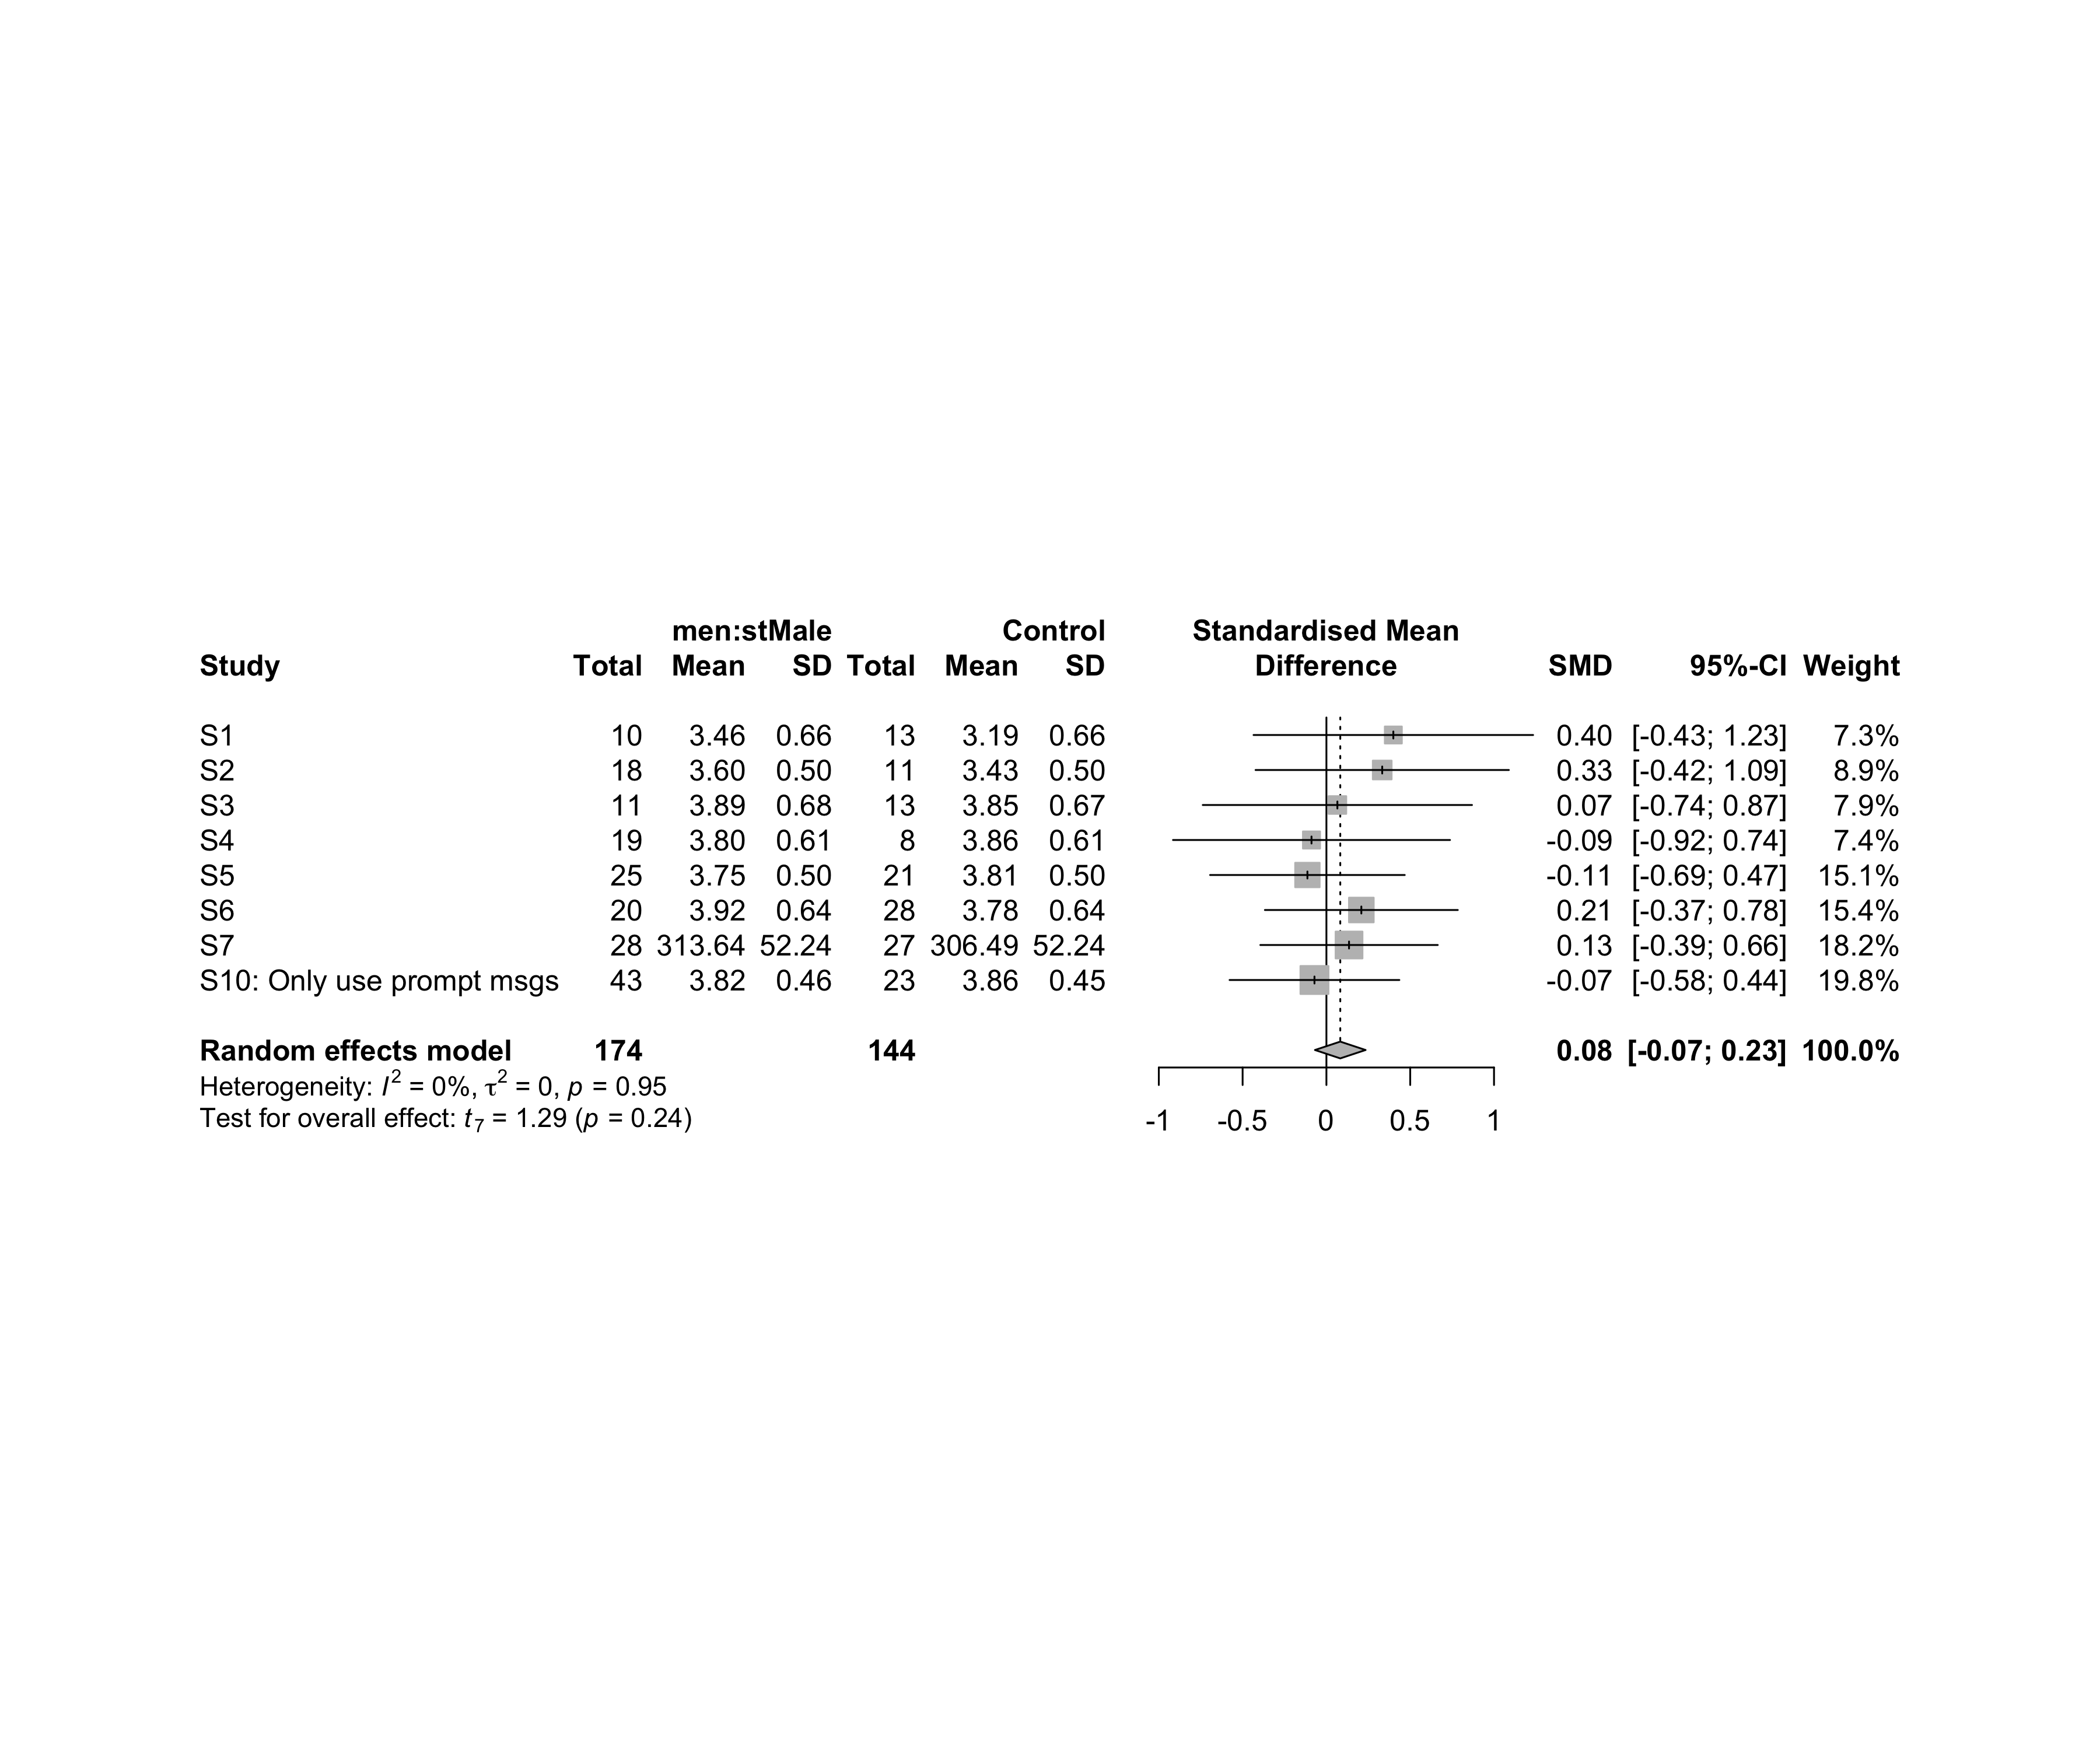 men:stMale Control Standardised Mean
Study Total Mean SD Total Mean SD Difference SMD 95%-CI Weight
S1 10 3.46 0.66 13 3.19 0.66 0.40 [-0.43; 1.23] 7.3%
S2 18 3.60 0.50 11 3.43 0.50 0.33 [-0.42; 1.09] 8.9%
S3 11 3.89 0.68 13 3.85 0.67 0.07 [-0.74; 0.87] 7.9%
S4 19 3.80 0.61 8 3.86 0.61 -0.09 [-0.92; 0.74] 7.4%
S5 25 3.75 0.50 21 3.81 0.50 -0.11 [-0.69; 0.47] 15.1%
S6 20 3.92 0.64 28 3.78 0.64 0.21 [-0.37; 0.78] 15.4%
S7 28 313.64 52.24 27 306.49 52.24 0.13 [-0.39; 0.66] 18.2%
S10: Only use prompt msgs 43 3.82 0.46 23 3.86 0.45 -0.07 [-0.58; 0.44] 19.8%
Random effects model 174 144 0.08 [-0.07; 0.23] 100.0%
Heterogeneity: I² = 0%, τ² = 0, p = 0.95
Test for overall effect: t₇ = 1.29 (p = 0.24)
-1 -0.5 0 0.5 1